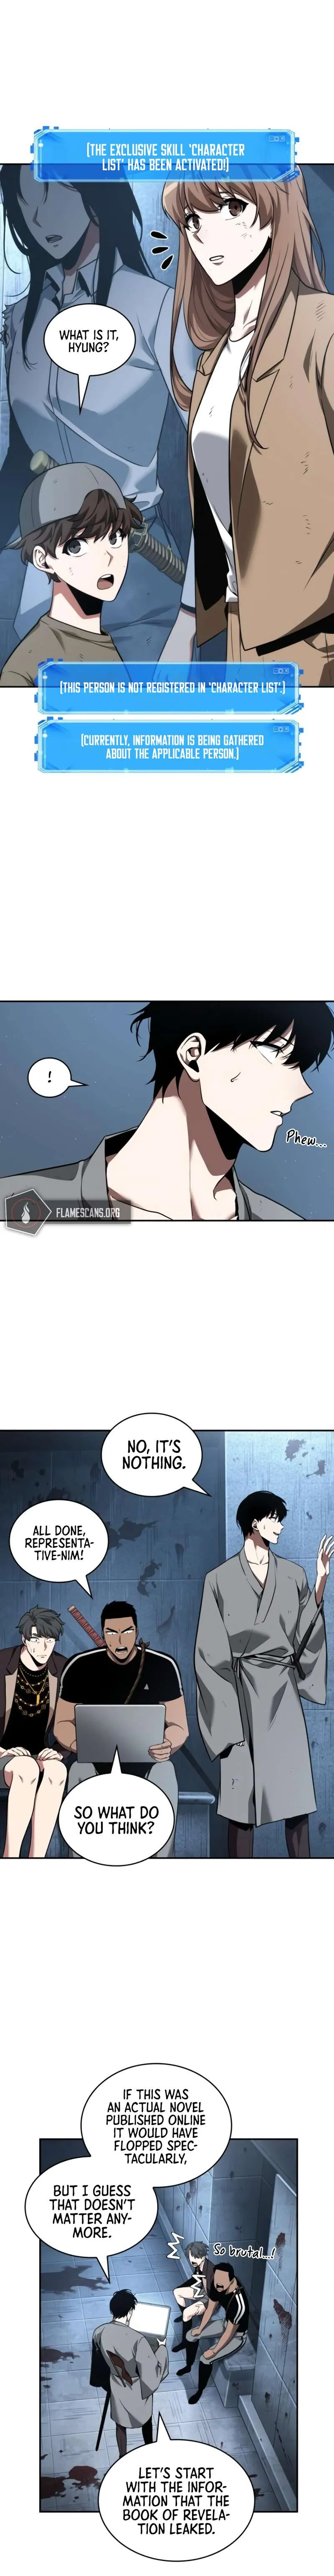 [THE EXCLUSIVE SKILL 'CHARACTER
LIST' HAS BEEN ACTIVATED!]
WHAT IS IT,
HYUNG?
[THIS PERSON IS NOT REGISTERED IN 'CHARACTER LIST'.]
[CURRENTLY, INFORMATION IS BEING GATHERED
ABOUT THE APPLICABLE PERSON.]
!
Phew...
FLAMESCANS.ORG
NO, IT'S
NOTHING.
ALL DONE,
REPRESENTA-
TIVE-NIM!
SO WHAT DO
YOU THINK?
IF THIS WAS
AN ACTUAL NOVEL
PUBLISHED ONLINE
IT WOULD HAVE
FLOPPED SPEC-
TACULARLY,
BUT I GUESS
THAT DOESN'T
MATTER ANY-
MORE.
So brutal...!
LET'S START
WITH THE INFOR-
MATION THAT THE
BOOK OF REVELA-
TION LEAKED.